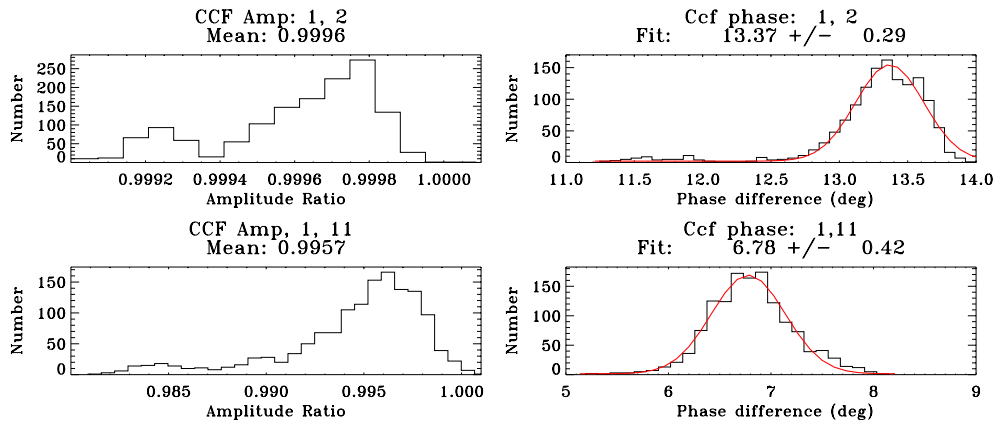 CCF Amp: 1, 2
Mean: 0.9996
Number
250
200
150
100
50
0
0.9992 0.9994 0.9996 0.9998 1.0000
Amplitude Ratio
Ccf phase: 1, 2
Fit: 13.37 +/- 0.29
Number
150
100
50
0
11.0 11.5 12.0 12.5 13.0 13.5 14.0
Phase difference (deg)
CCF Amp, 1, 11
Mean: 0.9957
Number
150
100
50
0
0.985 0.990 0.995 1.000
Amplitude Ratio
Ccf phase: 1,11
Fit: 6.78 +/- 0.42
Number
150
100
50
0
5 6 7 8 9
Phase difference (deg)